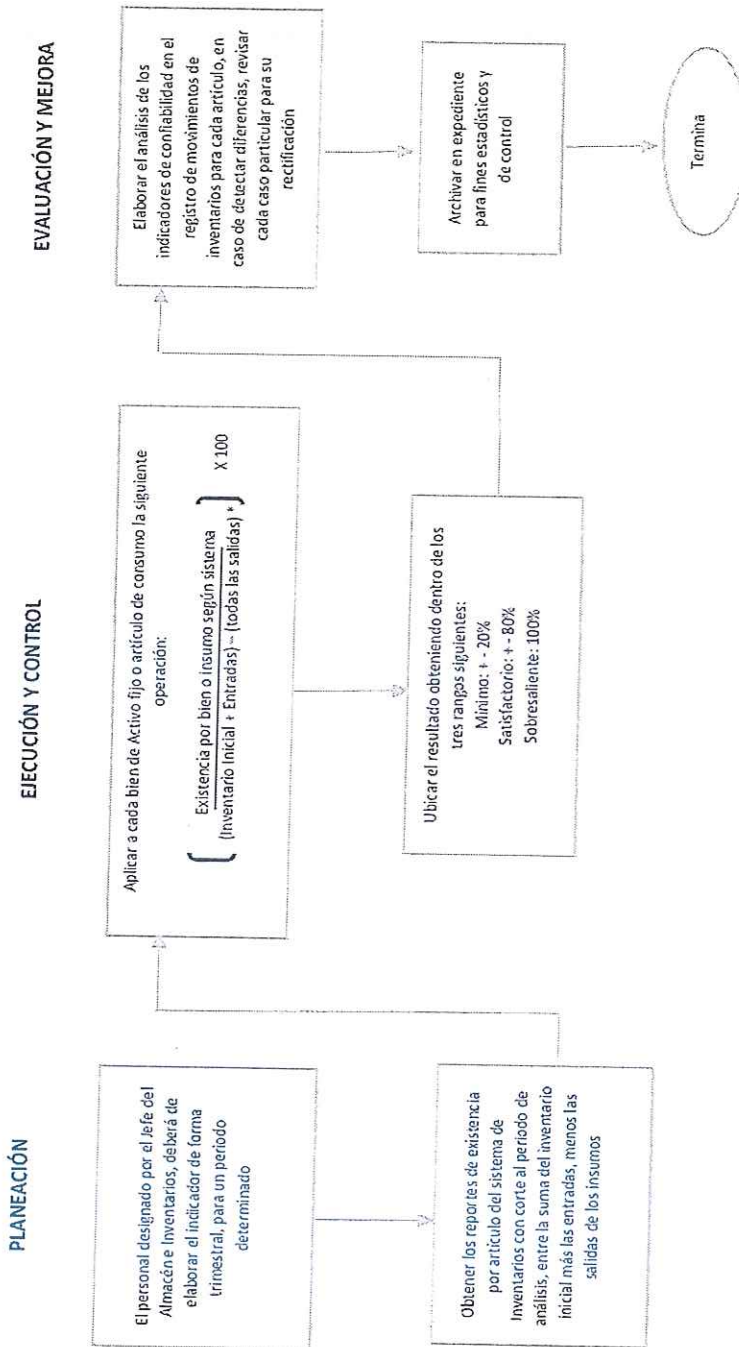 PLANEACIÓN
El personal designado por el Jefe del
Almacén e Inventarios, deberá de
elaborar el indicador de forma
trimestral, para un período
determinado
Obtener los reportes de existencia
por artículo del sistema de
Inventarios con corte al periodo de
análisis, entre la suma del inventario
inicial más las entradas, menos las
salidas de los insumos
EJECUCIÓN Y CONTROL
Aplicar a cada bien de Activo fijo o artículo de consumo la siguiente
operación:
Existencia por bien o insumo según sistema
(Inventario Inicial + Entradas) – (todas las salidas) *
X 100
Ubicar el resultado obteniendo dentro de los
tres rangos siguientes:
Mínimo: + - 20%
Satisfactorio: + - 80%
Sobresaliente: 100%
EVALUACIÓN Y MEJORA
Elaborar el análisis de los
indicadores de confiabilidad en el
registro de movimientos de
inventarios para cada artículo, en
caso de detectar diferencias, revisar
cada caso particular para su
rectificación
Archivar en expediente
para fines estadísticos y
de control
Termina